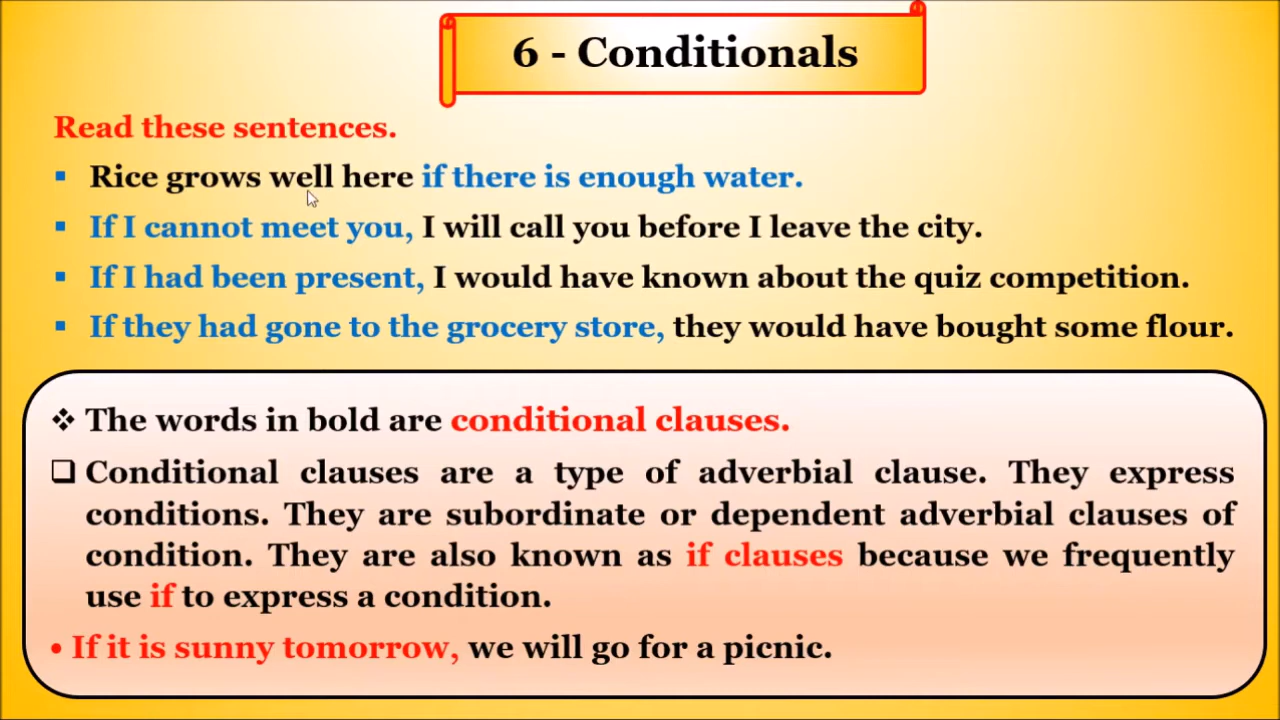 6 - Conditionals
Read these sentences.
▪ Rice grows well here if there is enough water.
▪ If I cannot meet you, I will call you before I leave the city.
▪ If I had been present, I would have known about the quiz competition.
▪ If they had gone to the grocery store, they would have bought some flour.
❖ The words in bold are conditional clauses.
❑ Conditional clauses are a type of adverbial clause. They express
conditions. They are subordinate or dependent adverbial clauses of
condition. They are also known as if clauses because we frequently
use if to express a condition.
• If it is sunny tomorrow, we will go for a picnic.